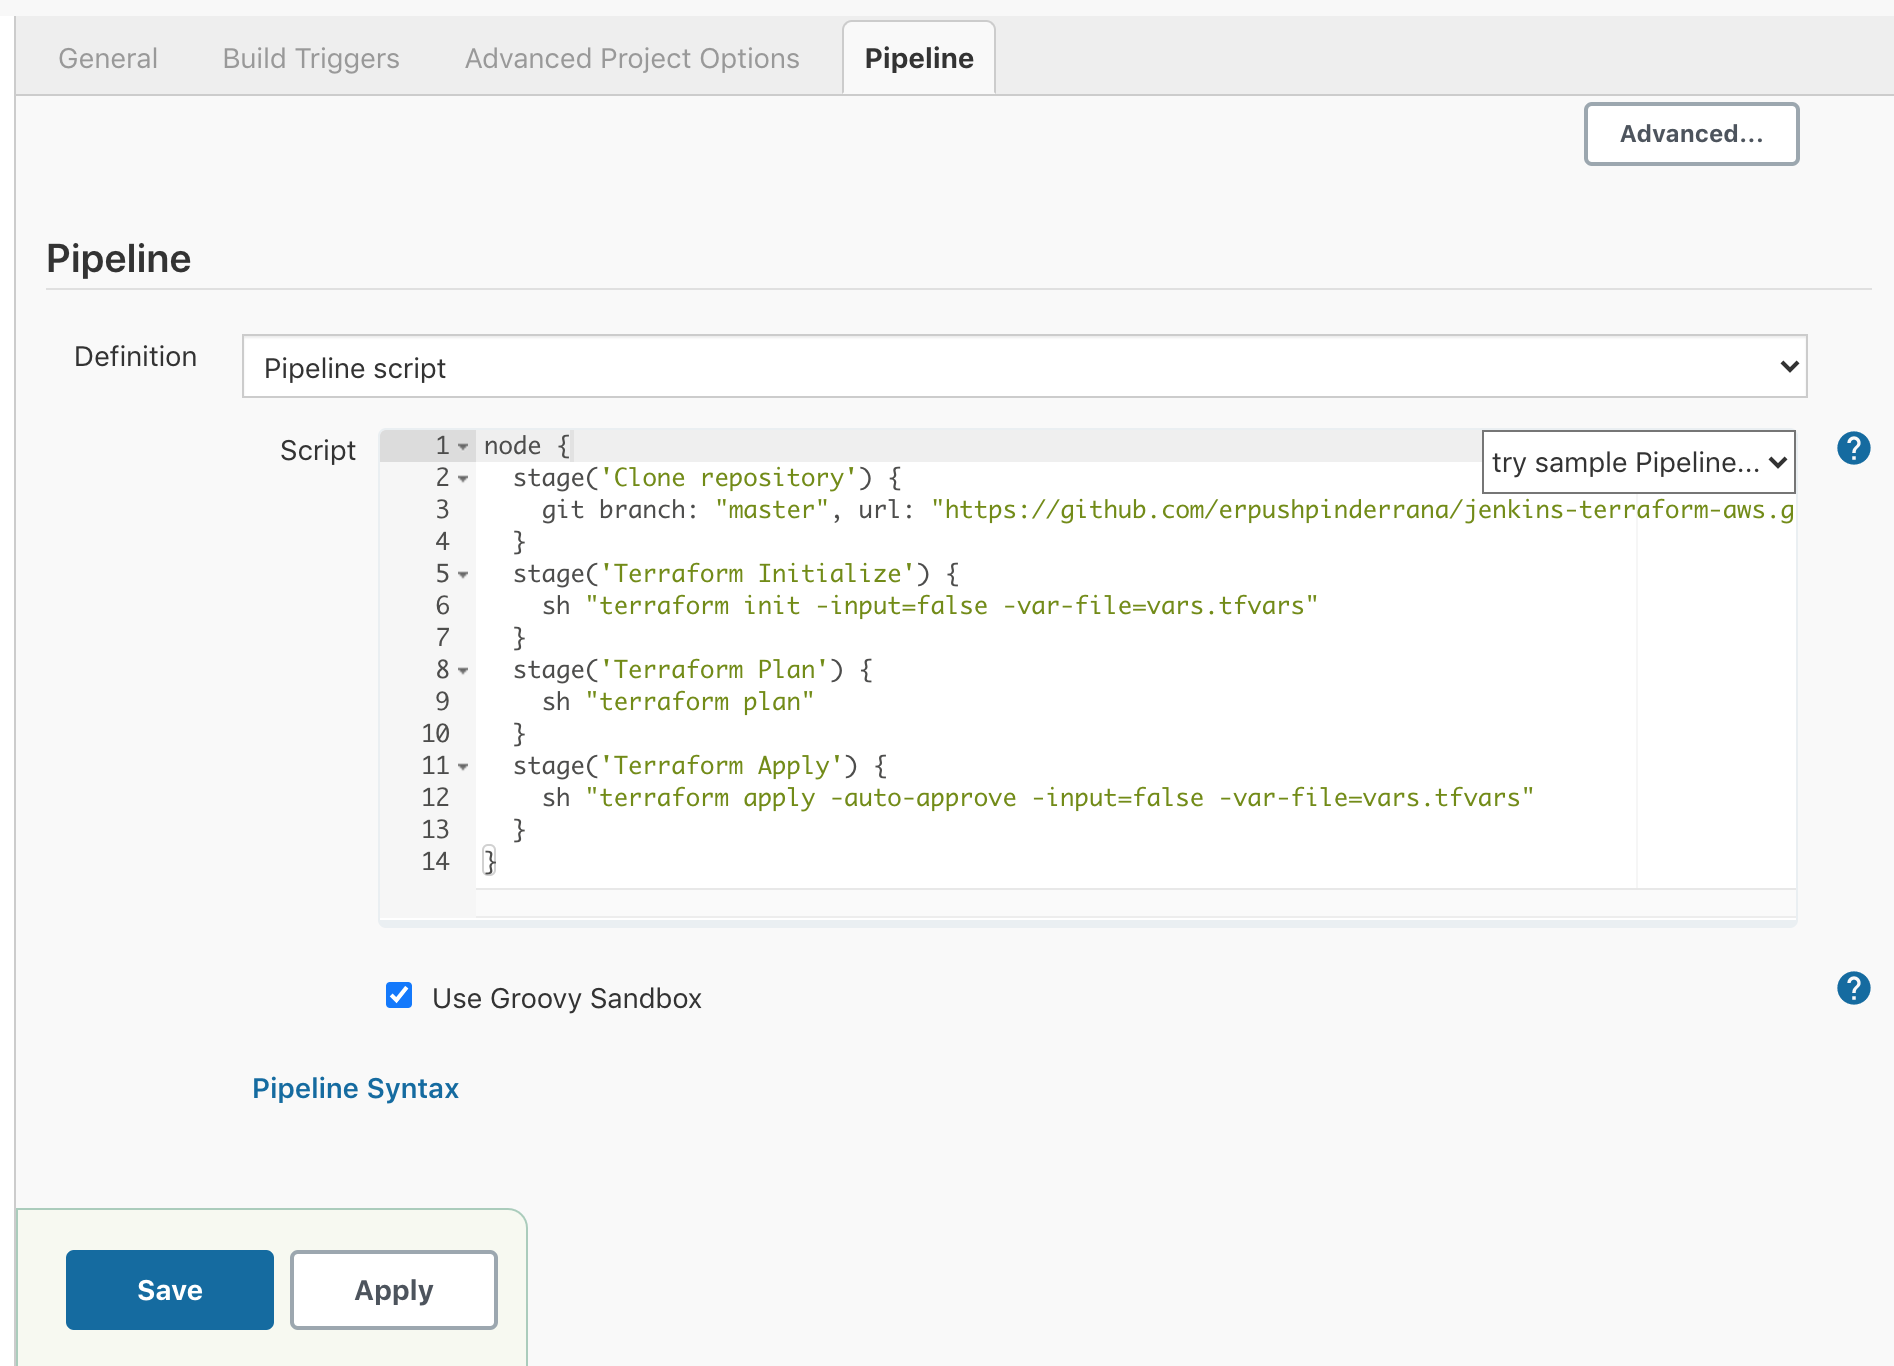 General Build Triggers Advanced Project Options Pipeline
Advanced...
Pipeline
Definition Pipeline script
Script
try sample Pipeline...
1 node {
2 stage('Clone repository') {
3 git branch: "master", url: "https://github.com/erpushpinderrana/jenkins-terraform-aws.g
4 }
5 stage('Terraform Initialize') {
6 sh "terraform init -input=false -var-file=vars.tfvars"
7 }
8 stage('Terraform Plan') {
9 sh "terraform plan"
10 }
11 stage('Terraform Apply') {
12 sh "terraform apply -auto-approve -input=false -var-file=vars.tfvars"
13 }
14 }
Use Groovy Sandbox
Pipeline Syntax
Save Apply